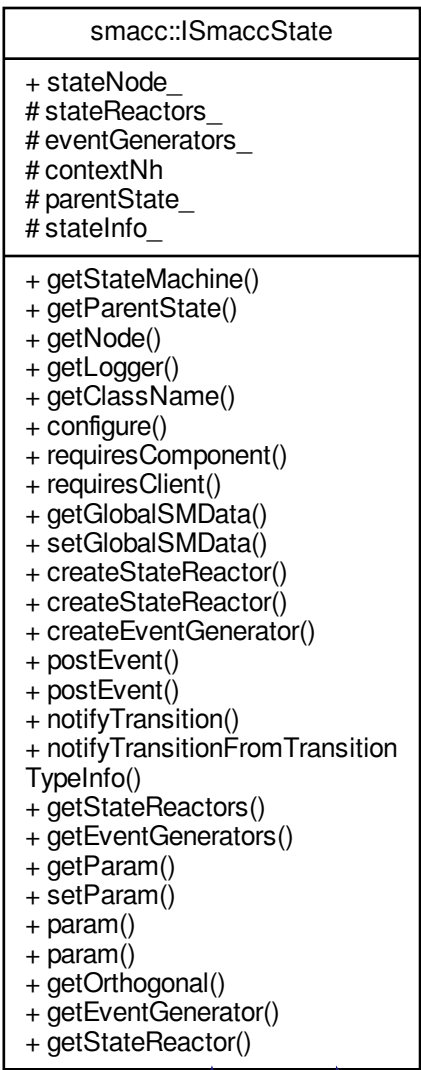 smacc::ISmaccState
+ stateNode_
# stateReactors_
# eventGenerators_
# contextNh
# parentState_
# stateInfo_
+ getStateMachine()
+ getParentState()
+ getNode()
+ getLogger()
+ getClassName()
+ configure()
+ requiresComponent()
+ requiresClient()
+ getGlobalSMData()
+ setGlobalSMData()
+ createStateReactor()
+ createStateReactor()
+ createEventGenerator()
+ postEvent()
+ postEvent()
+ notifyTransition()
+ notifyTransitionFromTransition
TypeInfo()
+ getStateReactors()
+ getEventGenerators()
+ getParam()
+ setParam()
+ param()
+ param()
+ getOrthogonal()
+ getEventGenerator()
+ getStateReactor()